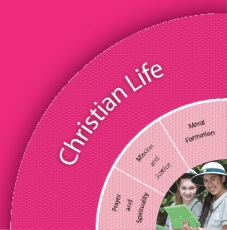 Christian Life
Prayer
and
Spirituality
Mission
and
Justice
Moral
Formation